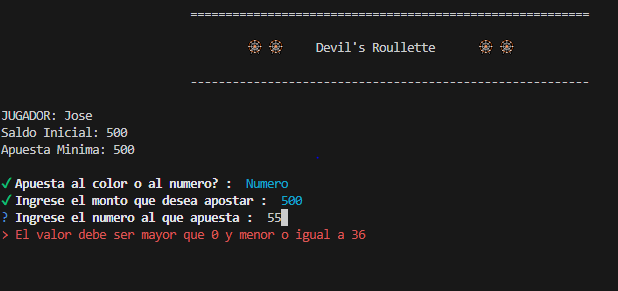 =========================================================
🎡 🎡 Devil's Roullette 🎡 🎡
---------------------------------------------------------
JUGADOR: Jose
Saldo Inicial: 500
Apuesta Minima: 500
✓ Apuesta al color o al numero? : Numero
✓ Ingrese el monto que desea apostar : 500
? Ingrese el numero al que apuesta : 55
> El valor debe ser mayor que 0 y menor o igual a 36